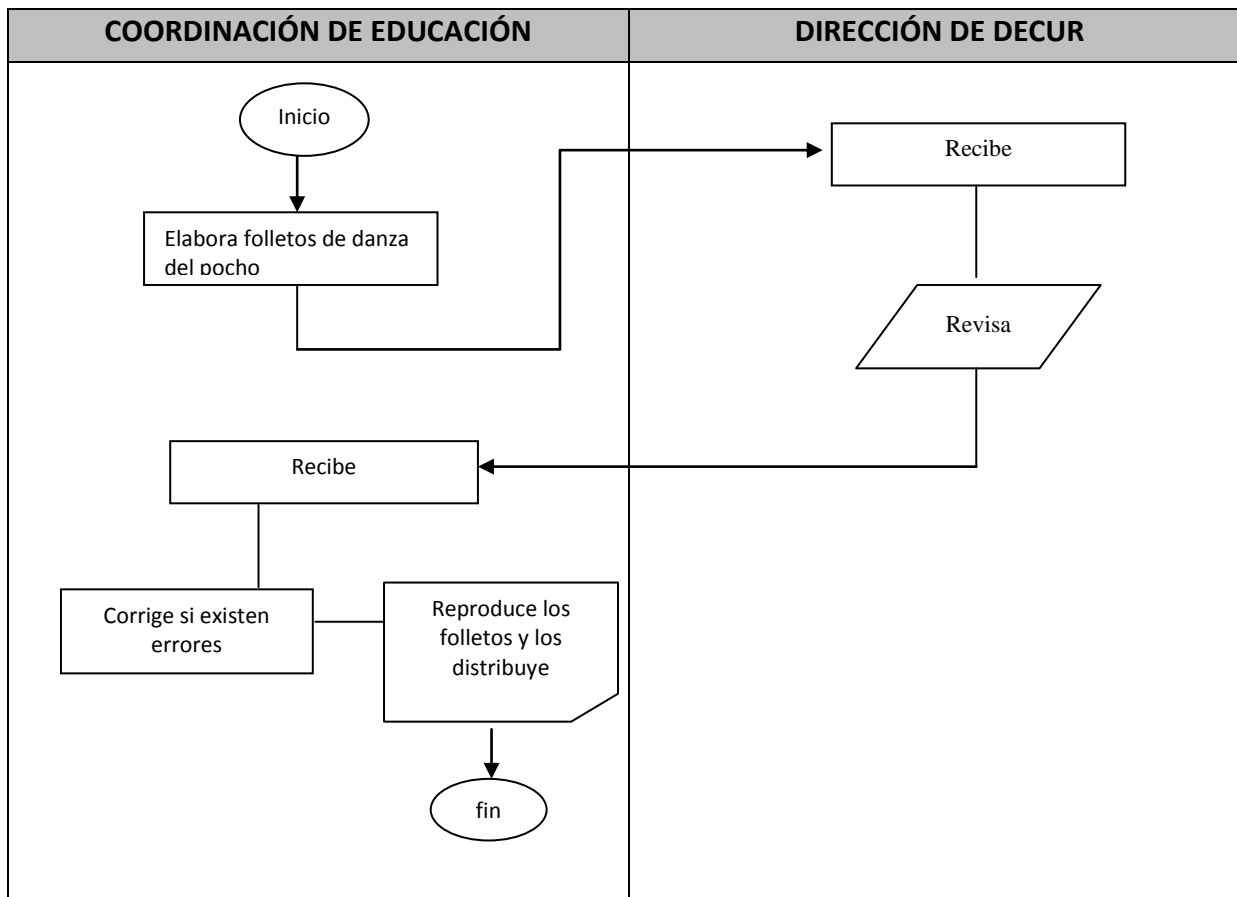 COORDINACIÓN DE EDUCACIÓN
DIRECCIÓN DE DECUR
Inicio
Elabora folletos de danza
del pocho
Recibe
Revisa
Recibe
Corrige si existen
errores
Reproduce los
folletos y los
distribuye
fin